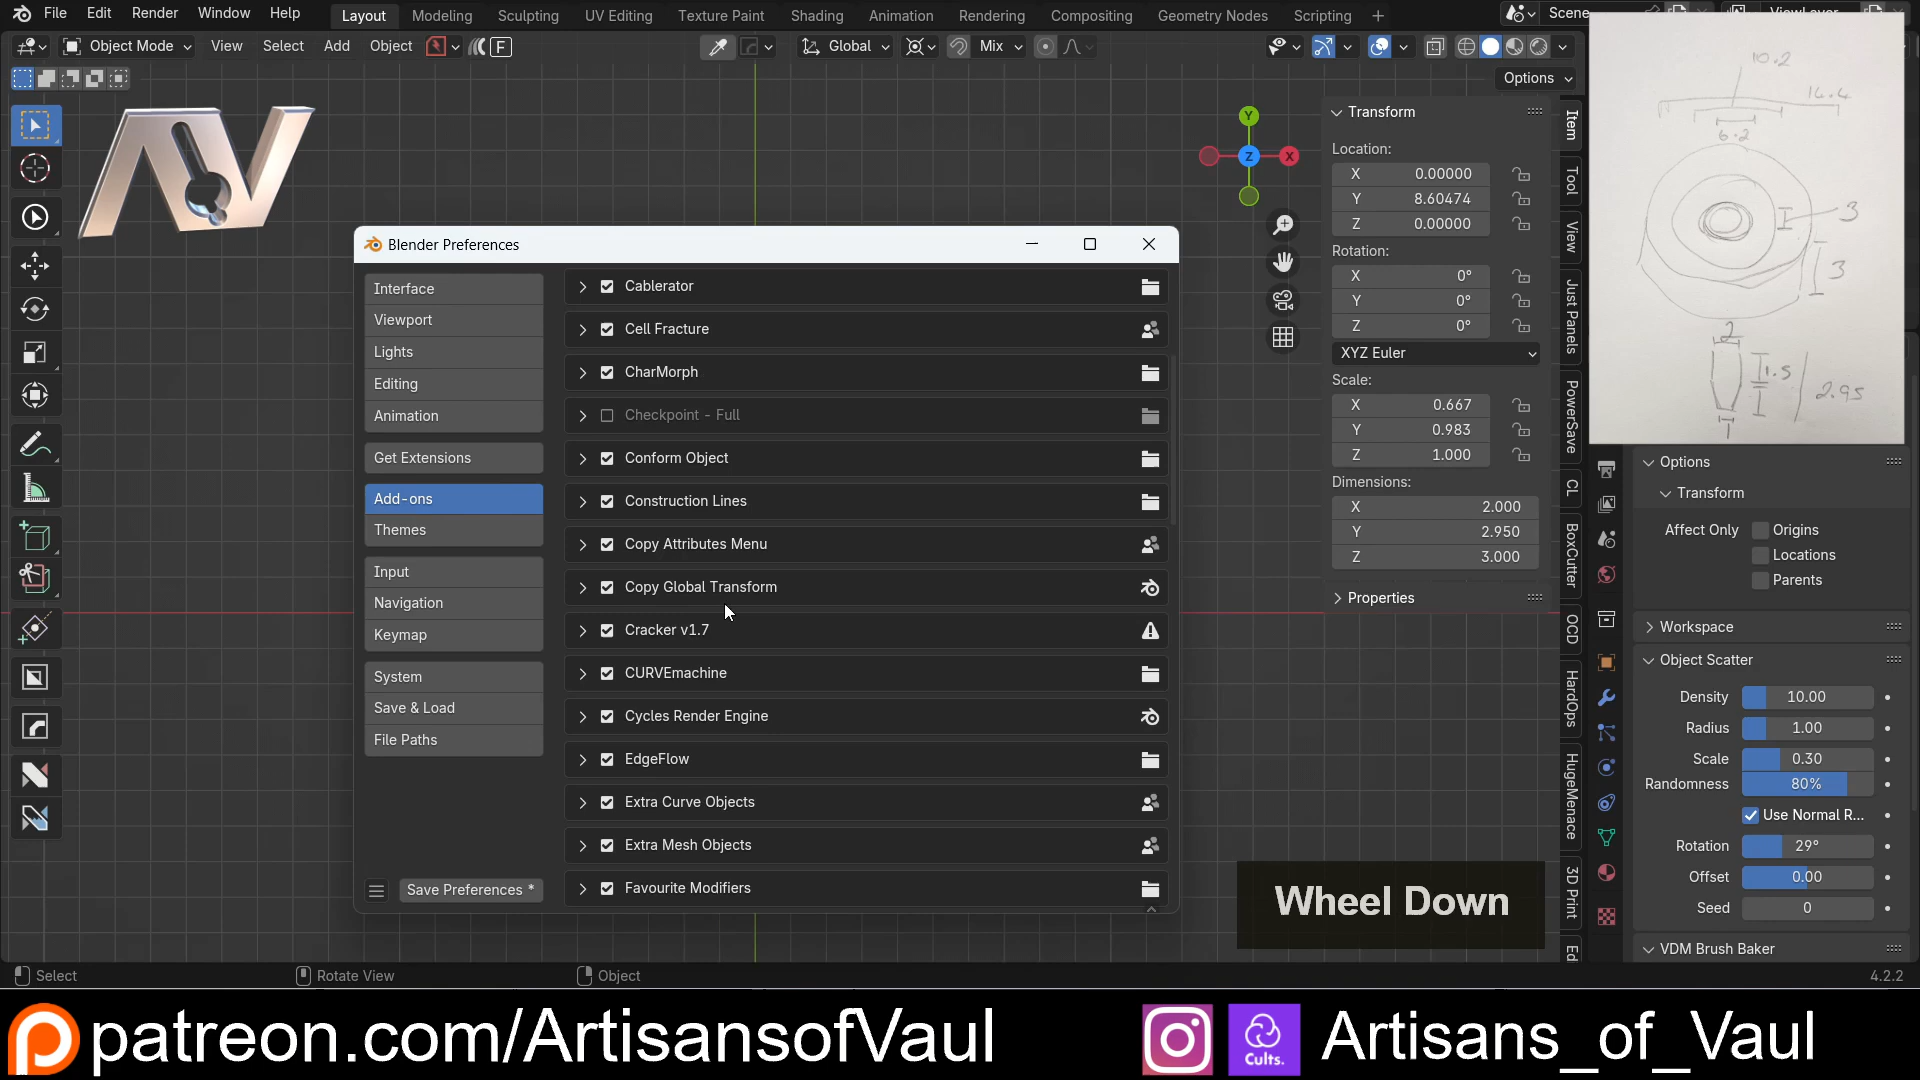 File Edit Render Window Help Layout Modeling Sculpting UV Editing Texture Paint Shading Animation Rendering Compositing Geometry Nodes Scripting + Scene ViewLayer
Object Mode View Select Add Object F Global Mix
Options
10.2
14.4
6.2
3
3
2
1.5
2.95
1
Y
Z
X
Transform
Location:
X 0.00000
Y 8.60474
Z 0.00000
Rotation:
X 0°
Y 0°
Z 0°
XYZ Euler
Scale:
X 0.667
Y 0.983
Z 1.000
Dimensions:
X 2.000
Y 2.950
Z 3.000
Properties
Item
Tool
View
Just Panels
PowerSave
CL
BoxCutter
OCD
HardOps
HugeMenace
3D Print
Ed
Blender Preferences
Interface
Viewport
Lights
Editing
Animation
Get Extensions
Add-ons
Themes
Input
Navigation
Keymap
System
Save & Load
File Paths
Save Preferences *
Cablerator
Cell Fracture
CharMorph
Checkpoint - Full
Conform Object
Construction Lines
Copy Attributes Menu
Copy Global Transform
Cracker v1.7
CURVEmachine
Cycles Render Engine
EdgeFlow
Extra Curve Objects
Extra Mesh Objects
Favourite Modifiers
Options
Transform
Affect Only Origins
Locations
Parents
Workspace
Object Scatter
Density 10.00
Radius 1.00
Scale 0.30
Randomness 80%
Use Normal R...
Rotation 29°
Offset 0.00
Seed 0
VDM Brush Baker
Wheel Down
Select Rotate View Object 4.2.2
patreon.com/ArtisansofVaul Cults. Artisans_of_Vaul